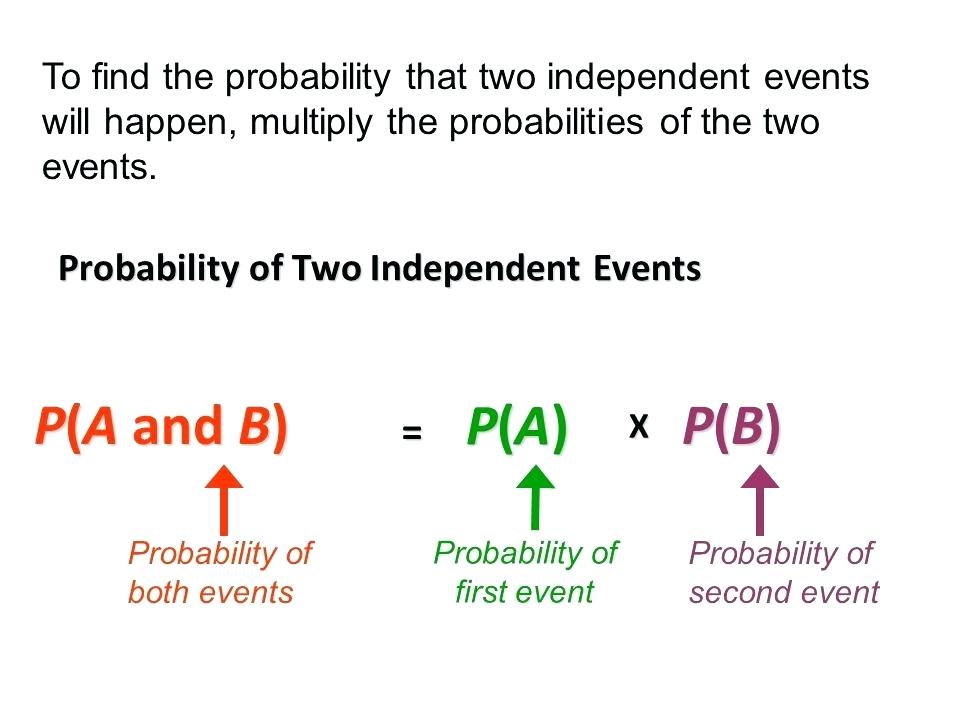 To find the probability that two independent events
will happen, multiply the probabilities of the two
events.
Probability of Two Independent Events
P(A and B) = P(A) X P(B)
Probability of Probability of Probability of
both events first event second event